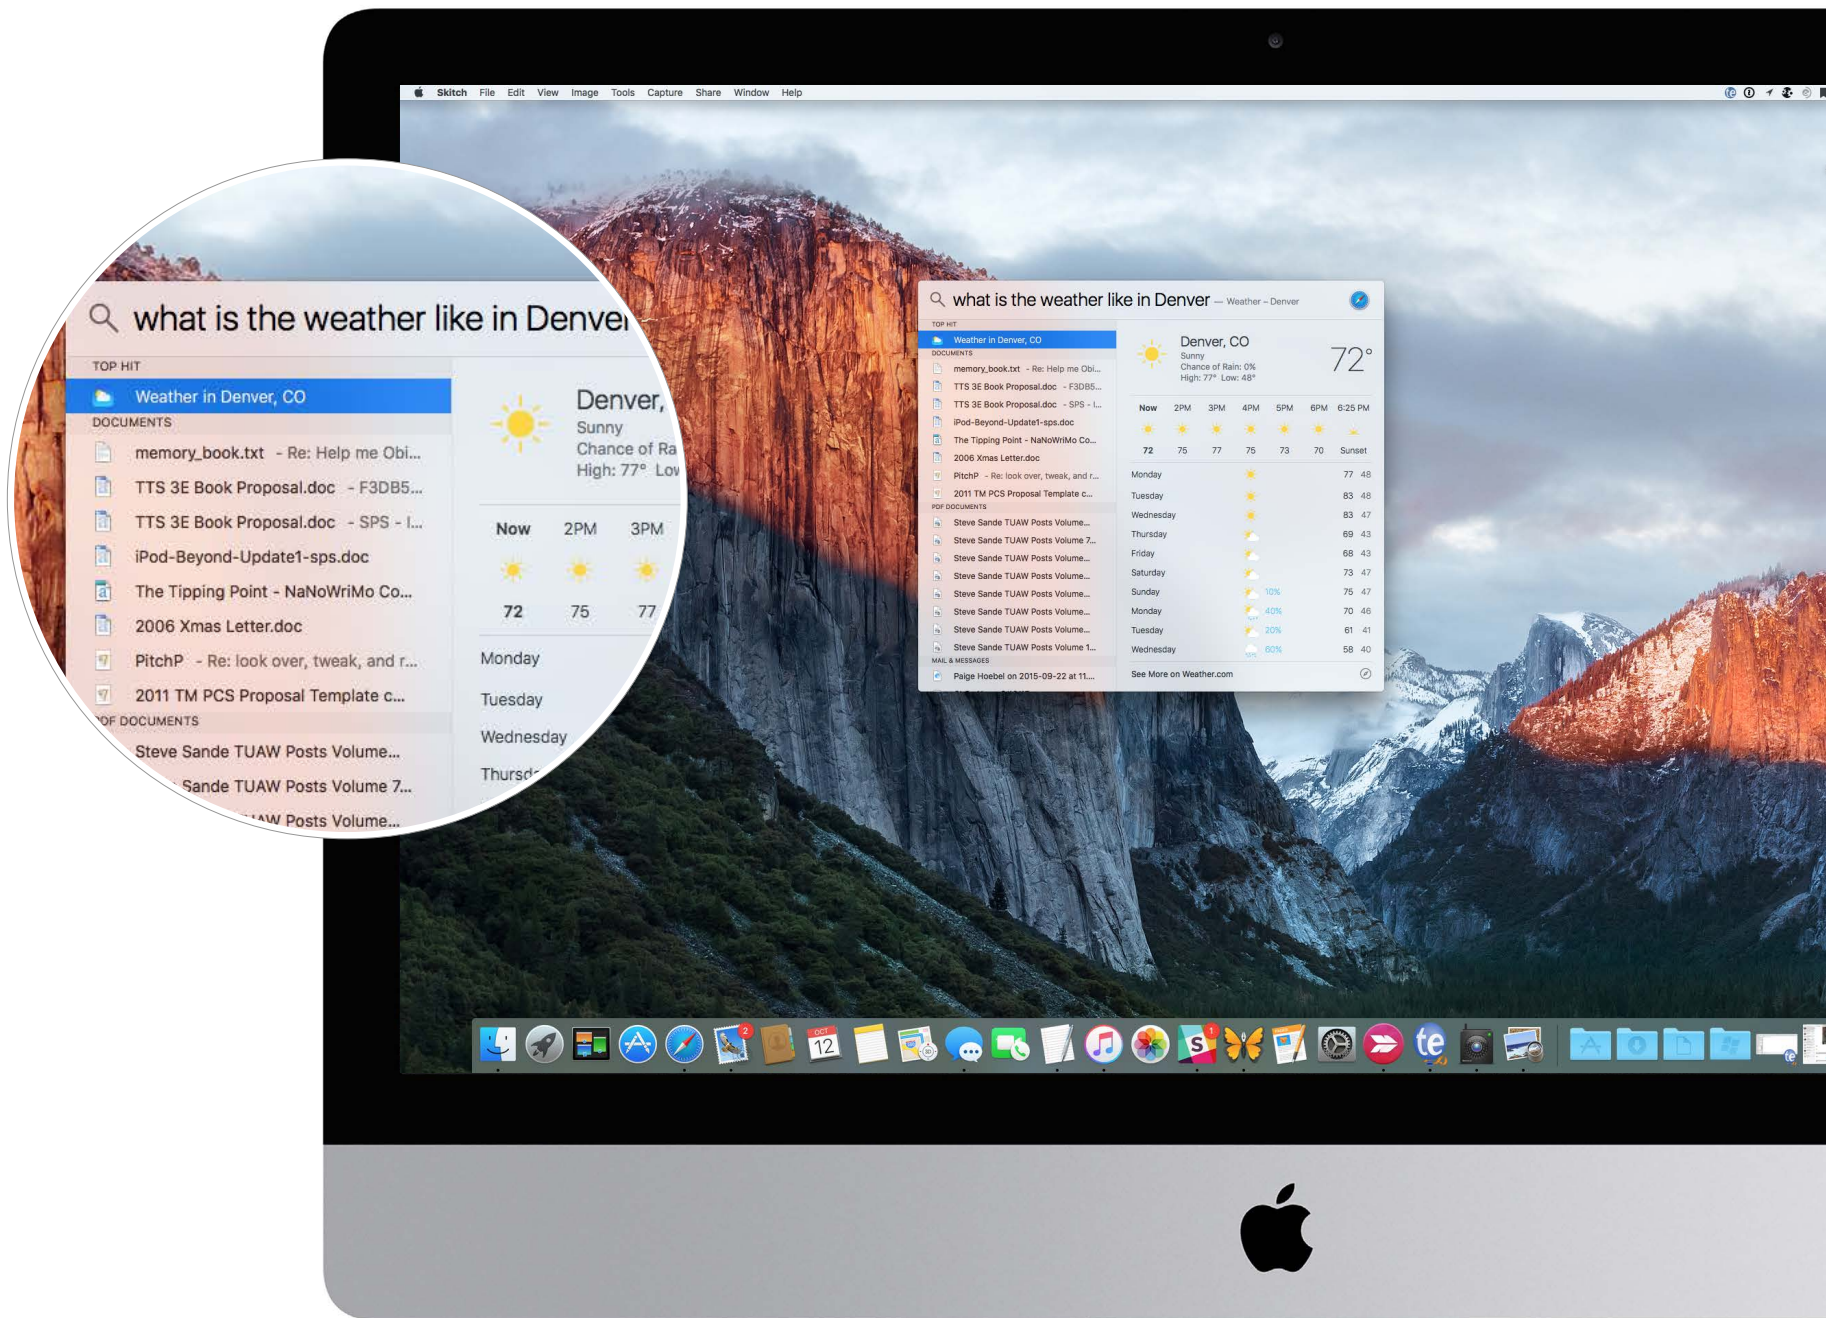 Skitch File Edit View Image Tools Capture Share Window Help
what is the weather like in Denve
TOP HIT
Weather in Denver, CO
DOCUMENTS
memory_book.txt - Re: Help me Obi...
TTS 3E Book Proposal.doc - F3DB5...
TTS 3E Book Proposal.doc - SPS - I...
iPod-Beyond-Update1-sps.doc
The Tipping Point - NaNoWriMo Co...
2006 Xmas Letter.doc
PitchP - Re: look over, tweak, and r...
2011 TM PCS Proposal Template c...
PDF DOCUMENTS
Steve Sande TUAW Posts Volume...
Sande TUAW Posts Volume 7...
Posts Volume...
Denver,
Sunny
Chance of Ra
High: 77° Low
Now 2PM 3PM
72 75 77
Monday
Tuesday
Wednesday
Thursd
what is the weather like in Denver — Weather – Denver
TOP HIT
Weather in Denver, CO
DOCUMENTS
memory_book.txt - Re: Help me Obi...
TTS 3E Book Proposal.doc - F3DB5...
TTS 3E Book Proposal.doc - SPS - I...
iPod-Beyond-Update1-sps.doc
The Tipping Point - NaNoWriMo Co...
2006 Xmas Letter.doc
PitchP - Re: look over, tweak, and r...
2011 TM PCS Proposal Template c...
PDF DOCUMENTS
Steve Sande TUAW Posts Volume...
Steve Sande TUAW Posts Volume 7...
Steve Sande TUAW Posts Volume...
Steve Sande TUAW Posts Volume...
Steve Sande TUAW Posts Volume...
Steve Sande TUAW Posts Volume...
Steve Sande TUAW Posts Volume...
Steve Sande TUAW Posts Volume 1...
MAIL & MESSAGES
Paige Hoebel on 2015-09-22 at 11....
Denver, CO
Sunny
Chance of Rain: 0%
High: 77° Low: 48°
72°
Now 2PM 3PM 4PM 5PM 6PM 6:25 PM
72 75 77 75 73 70 Sunset
Monday 77 48
Tuesday 83 48
Wednesday 83 47
Thursday 69 43
Friday 68 43
Saturday 73 47
Sunday 10% 75 47
Monday 40% 70 46
Tuesday 20% 61 41
Wednesday 60% 58 40
See More on Weather.com
2
OCT
12
1
S
te